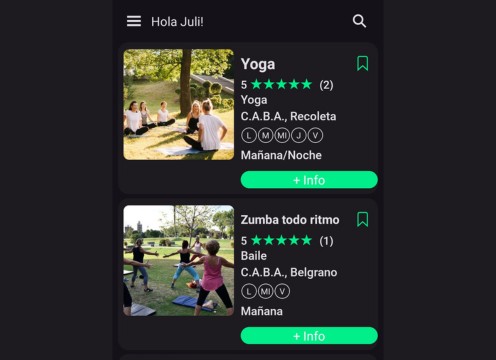 Hola Juli!
Yoga
5 ★★★★★ (2)
Yoga
C.A.B.A., Recoleta
L M MI J V
Mañana/Noche
+ Info
Zumba todo ritmo
5 ★★★★★ (1)
Baile
C.A.B.A., Belgrano
L MI V
Mañana
+ Info